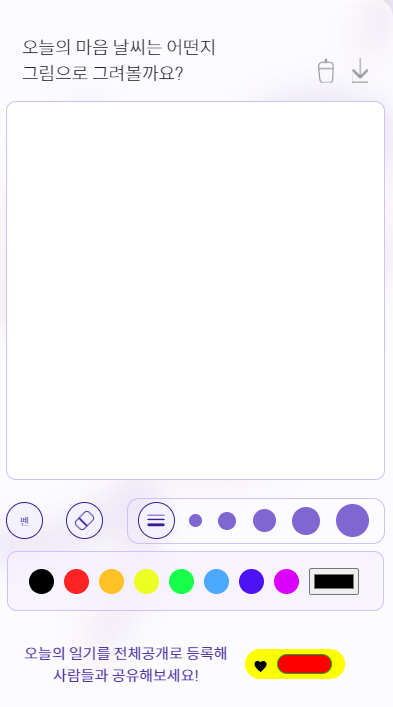 오늘의 마음 날씨는 어떤지
그림으로 그려볼까요?
펜
오늘의 일기를 전체공개로 등록해
사람들과 공유해보세요!